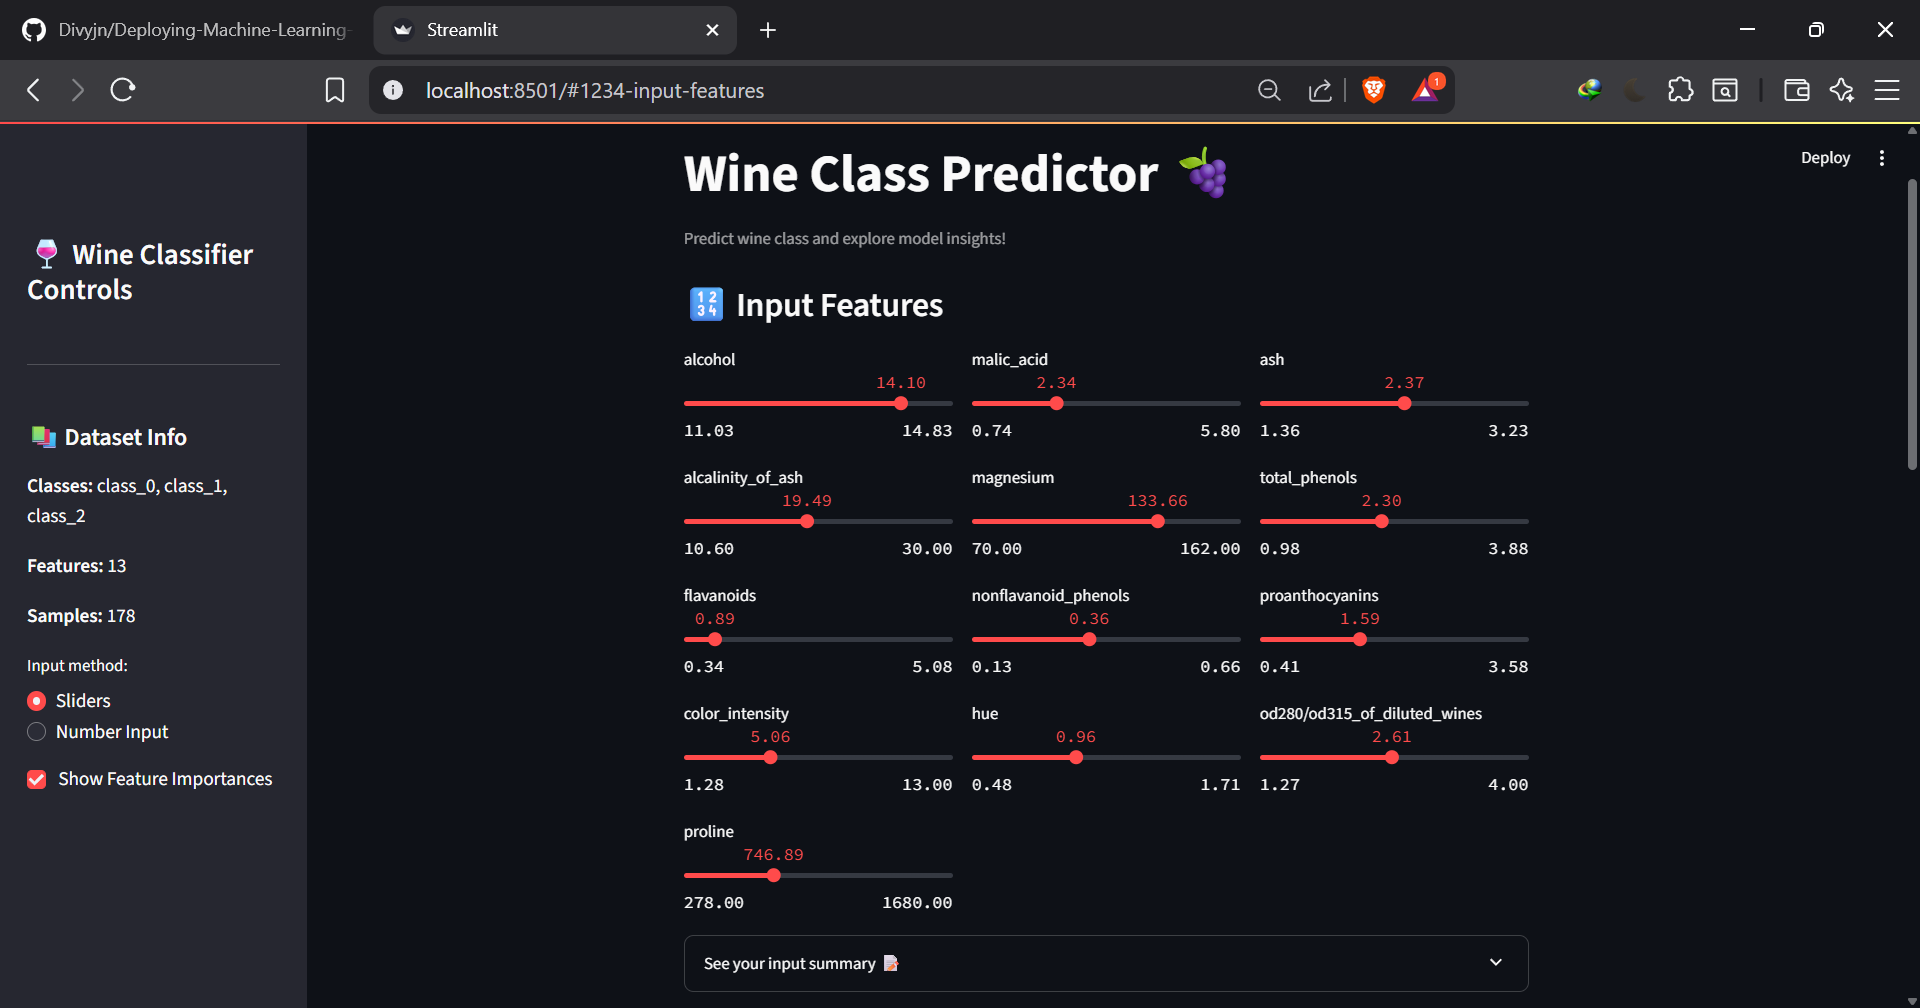 Divyjn/Deploying-Machine-Learning-
Streamlit
localhost:8501/#1234-input-features
1
Deploy
Wine Classifier
Controls
Dataset Info
Classes: class_0, class_1,
class_2
Features: 13
Samples: 178
Input method:
Sliders
Number Input
Show Feature Importances
Wine Class Predictor
Predict wine class and explore model insights!
1 2
3 4
Input Features
alcohol
14.10
11.03 14.83
malic_acid
2.34
0.74 5.80
ash
2.37
1.36 3.23
alcalinity_of_ash
19.49
10.60 30.00
magnesium
133.66
70.00 162.00
total_phenols
2.30
0.98 3.88
flavanoids
0.89
0.34 5.08
nonflavanoid_phenols
0.36
0.13 0.66
proanthocyanins
1.59
0.41 3.58
color_intensity
5.06
1.28 13.00
hue
0.96
0.48 1.71
od280/od315_of_diluted_wines
2.61
1.27 4.00
proline
746.89
278.00 1680.00
See your input summary